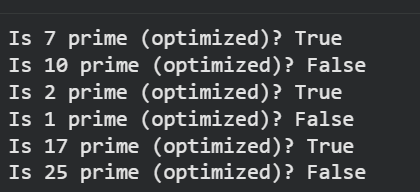 Is 7 prime (optimized)? True
Is 10 prime (optimized)? False
Is 2 prime (optimized)? True
Is 1 prime (optimized)? False
Is 17 prime (optimized)? True
Is 25 prime (optimized)? False